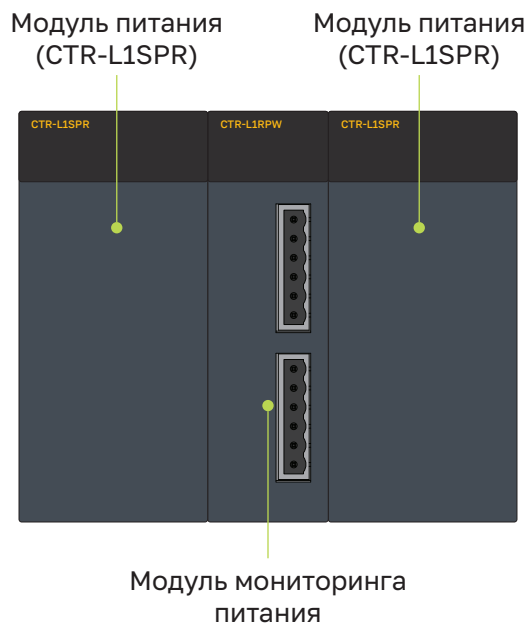 Модуль питания
(CTR-L1SPR)
Модуль питания
(CTR-L1SPR)
CTR-L1SPR
CTR-L1RPW
CTR-L1SPR
Модуль мониторинга
питания